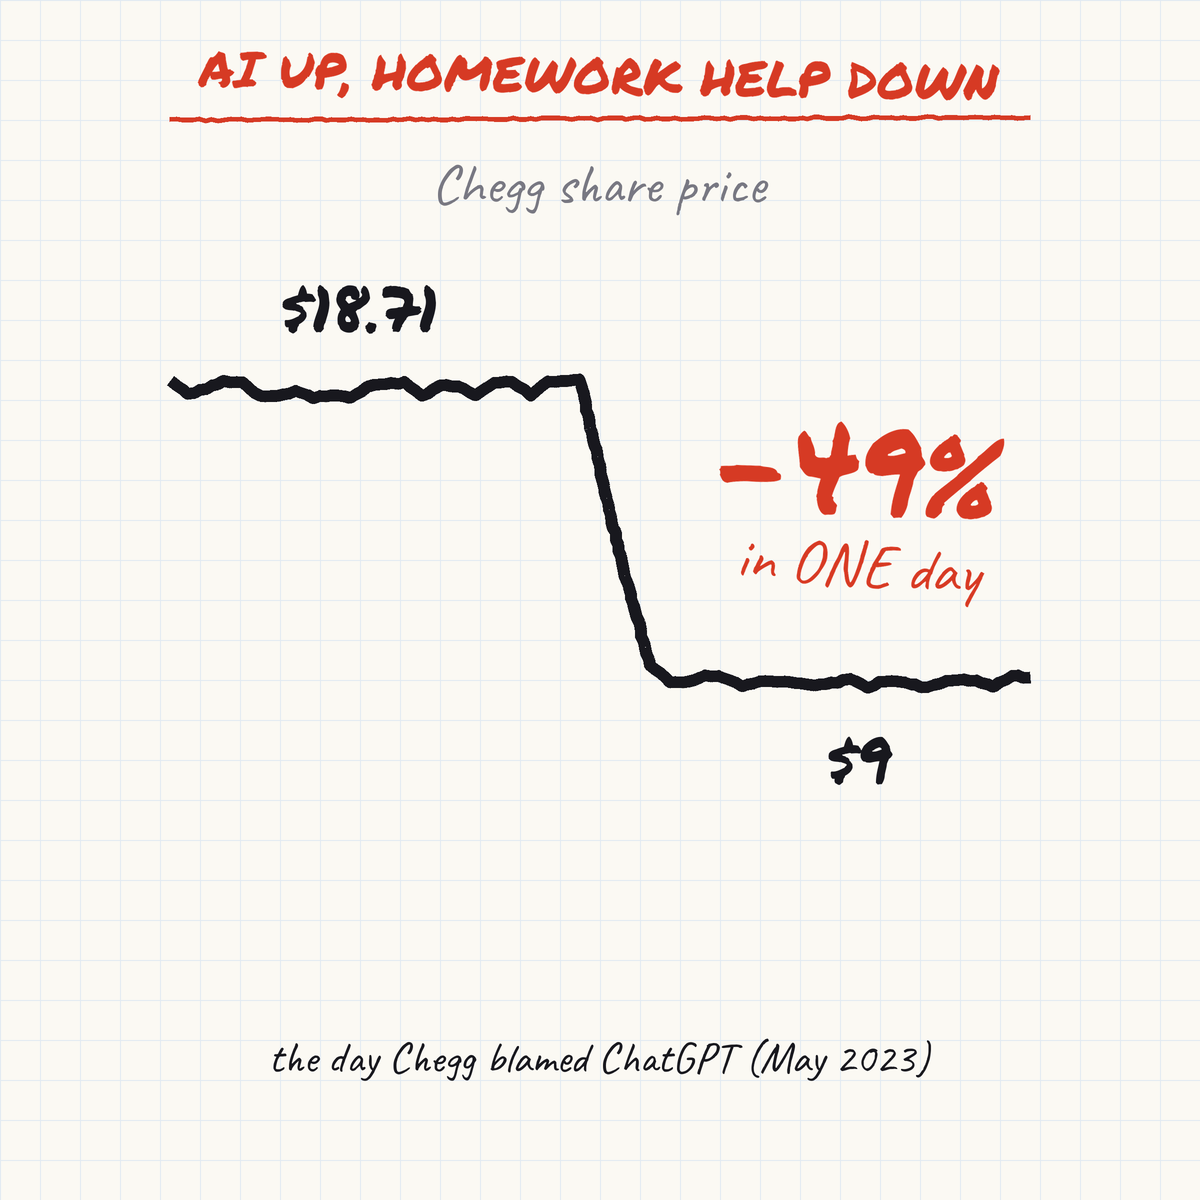 AI UP, HOMEWORK HELP DOWN
Chegg share price
$18.71
-49%
in ONE day
$9
the day Chegg blamed ChatGPT (May 2023)